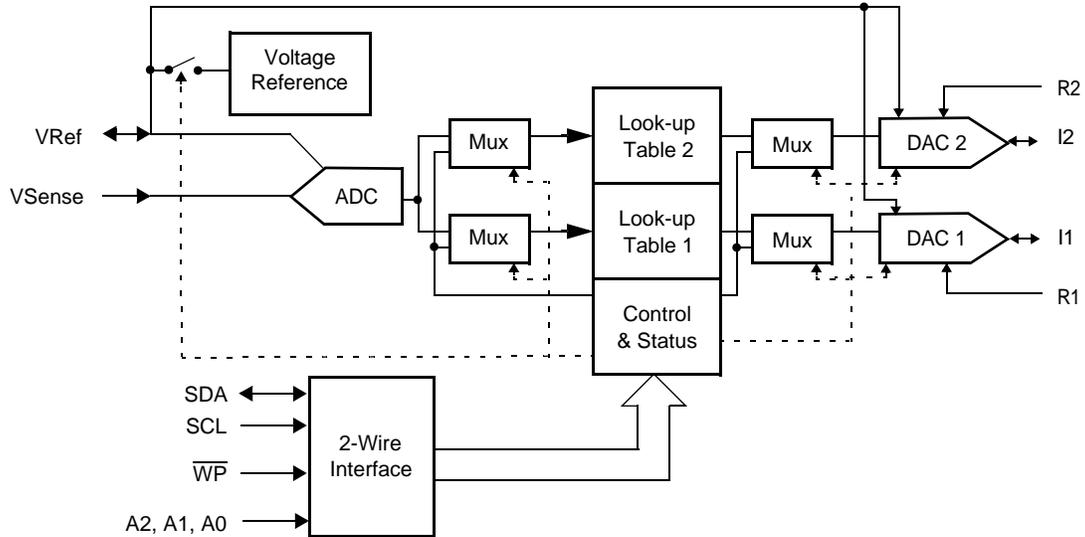 Voltage
Reference
R2
VRef
Mux
Look-up
Table 2
Mux
DAC 2
I2
VSense
ADC
Mux
Look-up
Table 1
Mux
DAC 1
I1
R1
Control
& Status
SDA
SCL
2-Wire
Interface
W̅P̅
A2, A1, A0